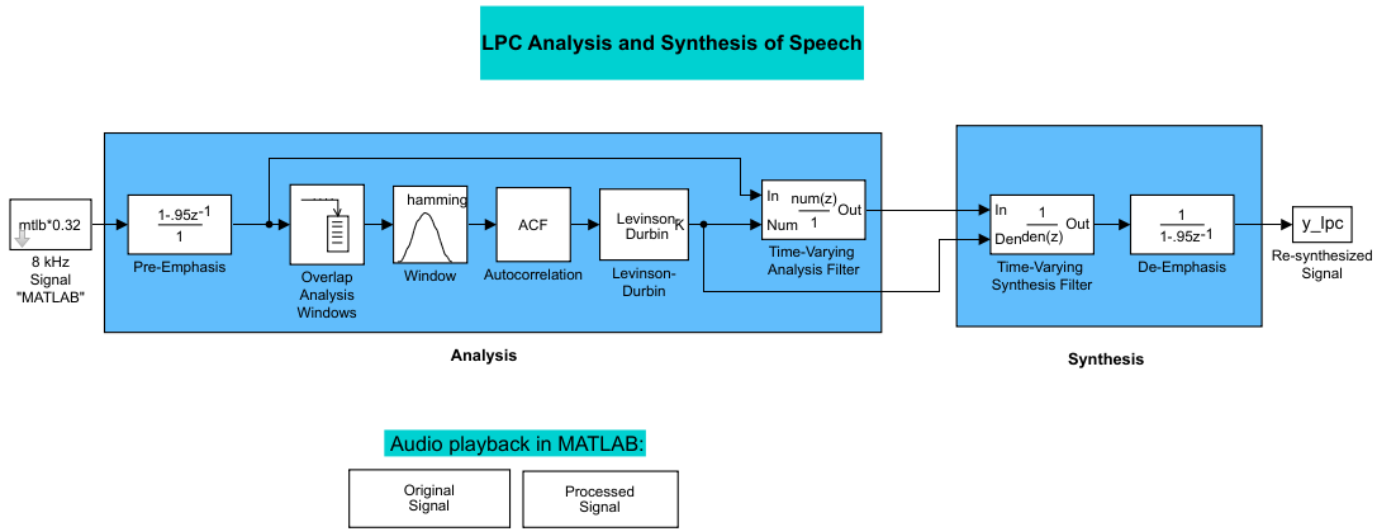 LPC Analysis and Synthesis of Speech
mtlb*0.32
8 kHz
Signal
"MATLAB"
1-.95z-1
1
Pre-Emphasis
Overlap
Analysis
Windows
hamming
Window
ACF
Autocorrelation
Levinson-
Durbin
K
Levinson-
Durbin
In
Num
num(z)
1
Out
Time-Varying
Analysis Filter
In
Den
1
den(z)
Out
Time-Varying
Synthesis Filter
1
1-.95z-1
De-Emphasis
y_lpc
Re-synthesized
Signal
Analysis
Synthesis
Audio playback in MATLAB:
Original
Signal
Processed
Signal